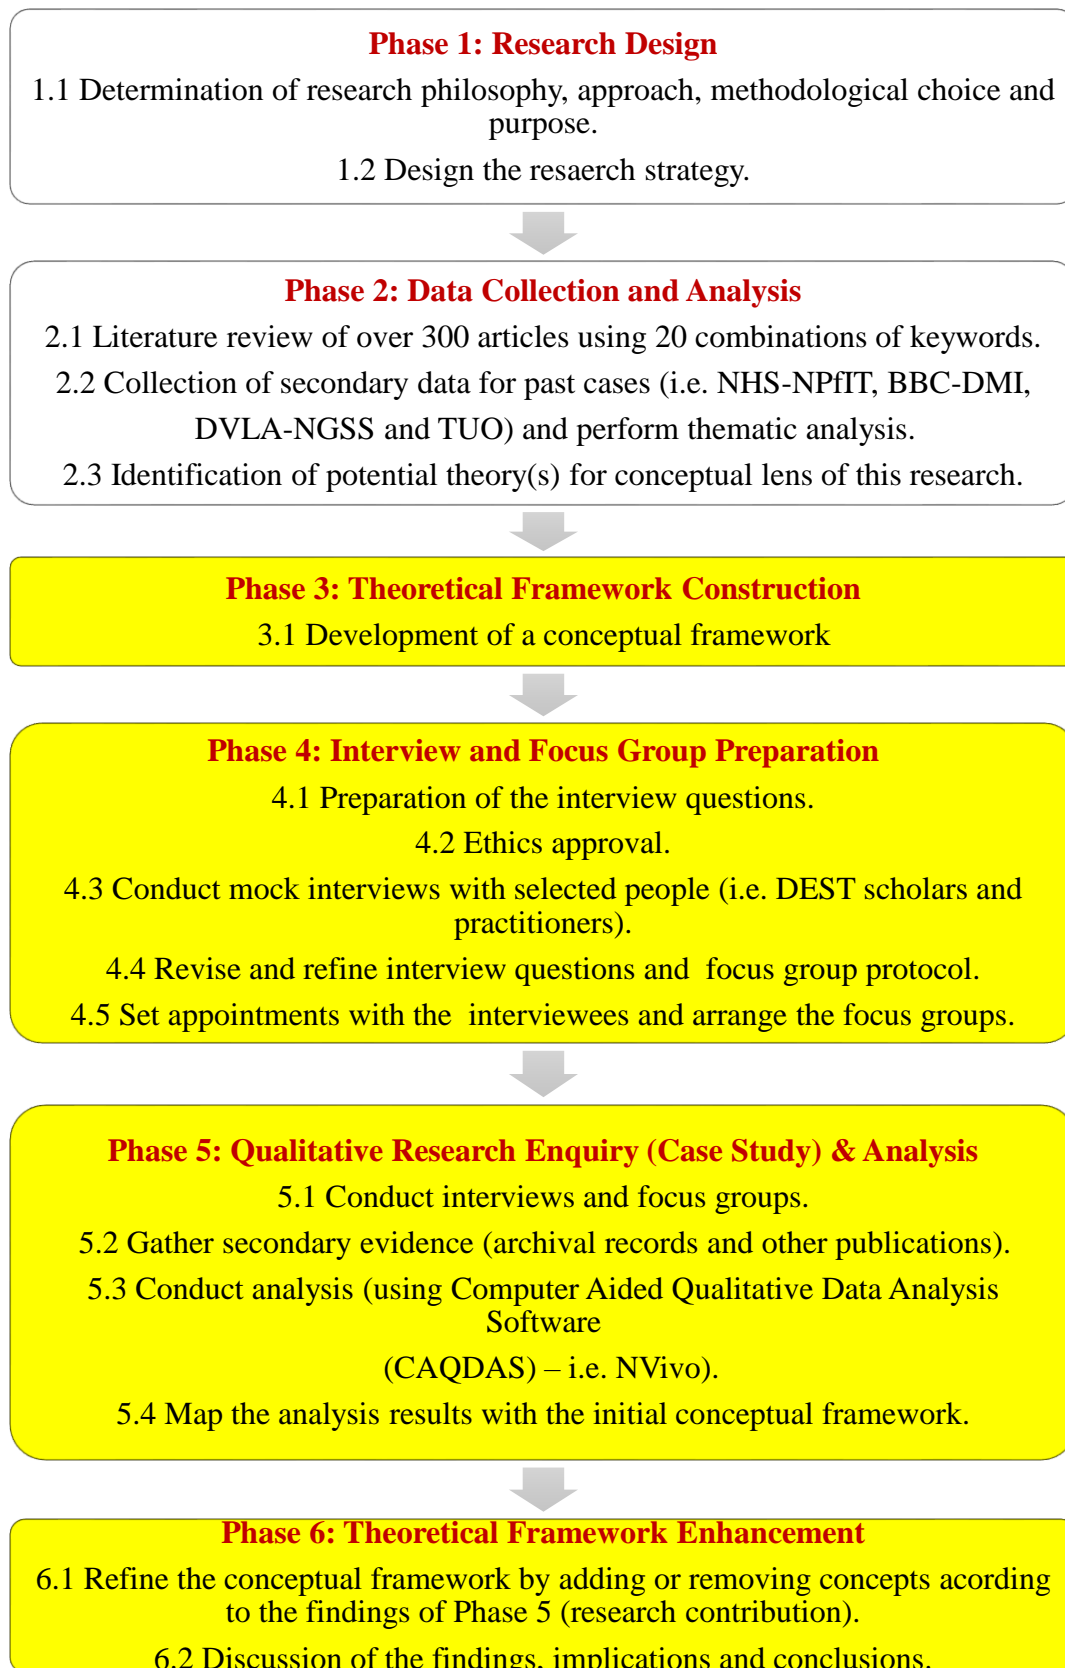 Phase 1: Research Design
1.1 Determination of research philosophy, approach, methodological choice and
purpose.
1.2 Design the resaerch strategy.
Phase 2: Data Collection and Analysis
2.1 Literature review of over 300 articles using 20 combinations of keywords.
2.2 Collection of secondary data for past cases (i.e. NHS-NPfIT, BBC-DMI,
DVLA-NGSS and TUO) and perform thematic analysis.
2.3 Identification of potential theory(s) for conceptual lens of this research.
Phase 3: Theoretical Framework Construction
3.1 Development of a conceptual framework
Phase 4: Interview and Focus Group Preparation
4.1 Preparation of the interview questions.
4.2 Ethics approval.
4.3 Conduct mock interviews with selected people (i.e. DEST scholars and
practitioners).
4.4 Revise and refine interview questions and  focus group protocol.
4.5 Set appointments with the  interviewees and arrange the focus groups.
Phase 5: Qualitative Research Enquiry (Case Study) & Analysis
5.1 Conduct interviews and focus groups.
5.2 Gather secondary evidence (archival records and other publications).
5.3 Conduct analysis (using Computer Aided Qualitative Data Analysis
Software
(CAQDAS) – i.e. NVivo).
5.4 Map the analysis results with the initial conceptual framework.
Phase 6: Theoretical Framework Enhancement
6.1 Refine the conceptual framework by adding or removing concepts acording
to the findings of Phase 5 (research contribution).
6.2 Discussion of the findings, implications and conclusions.